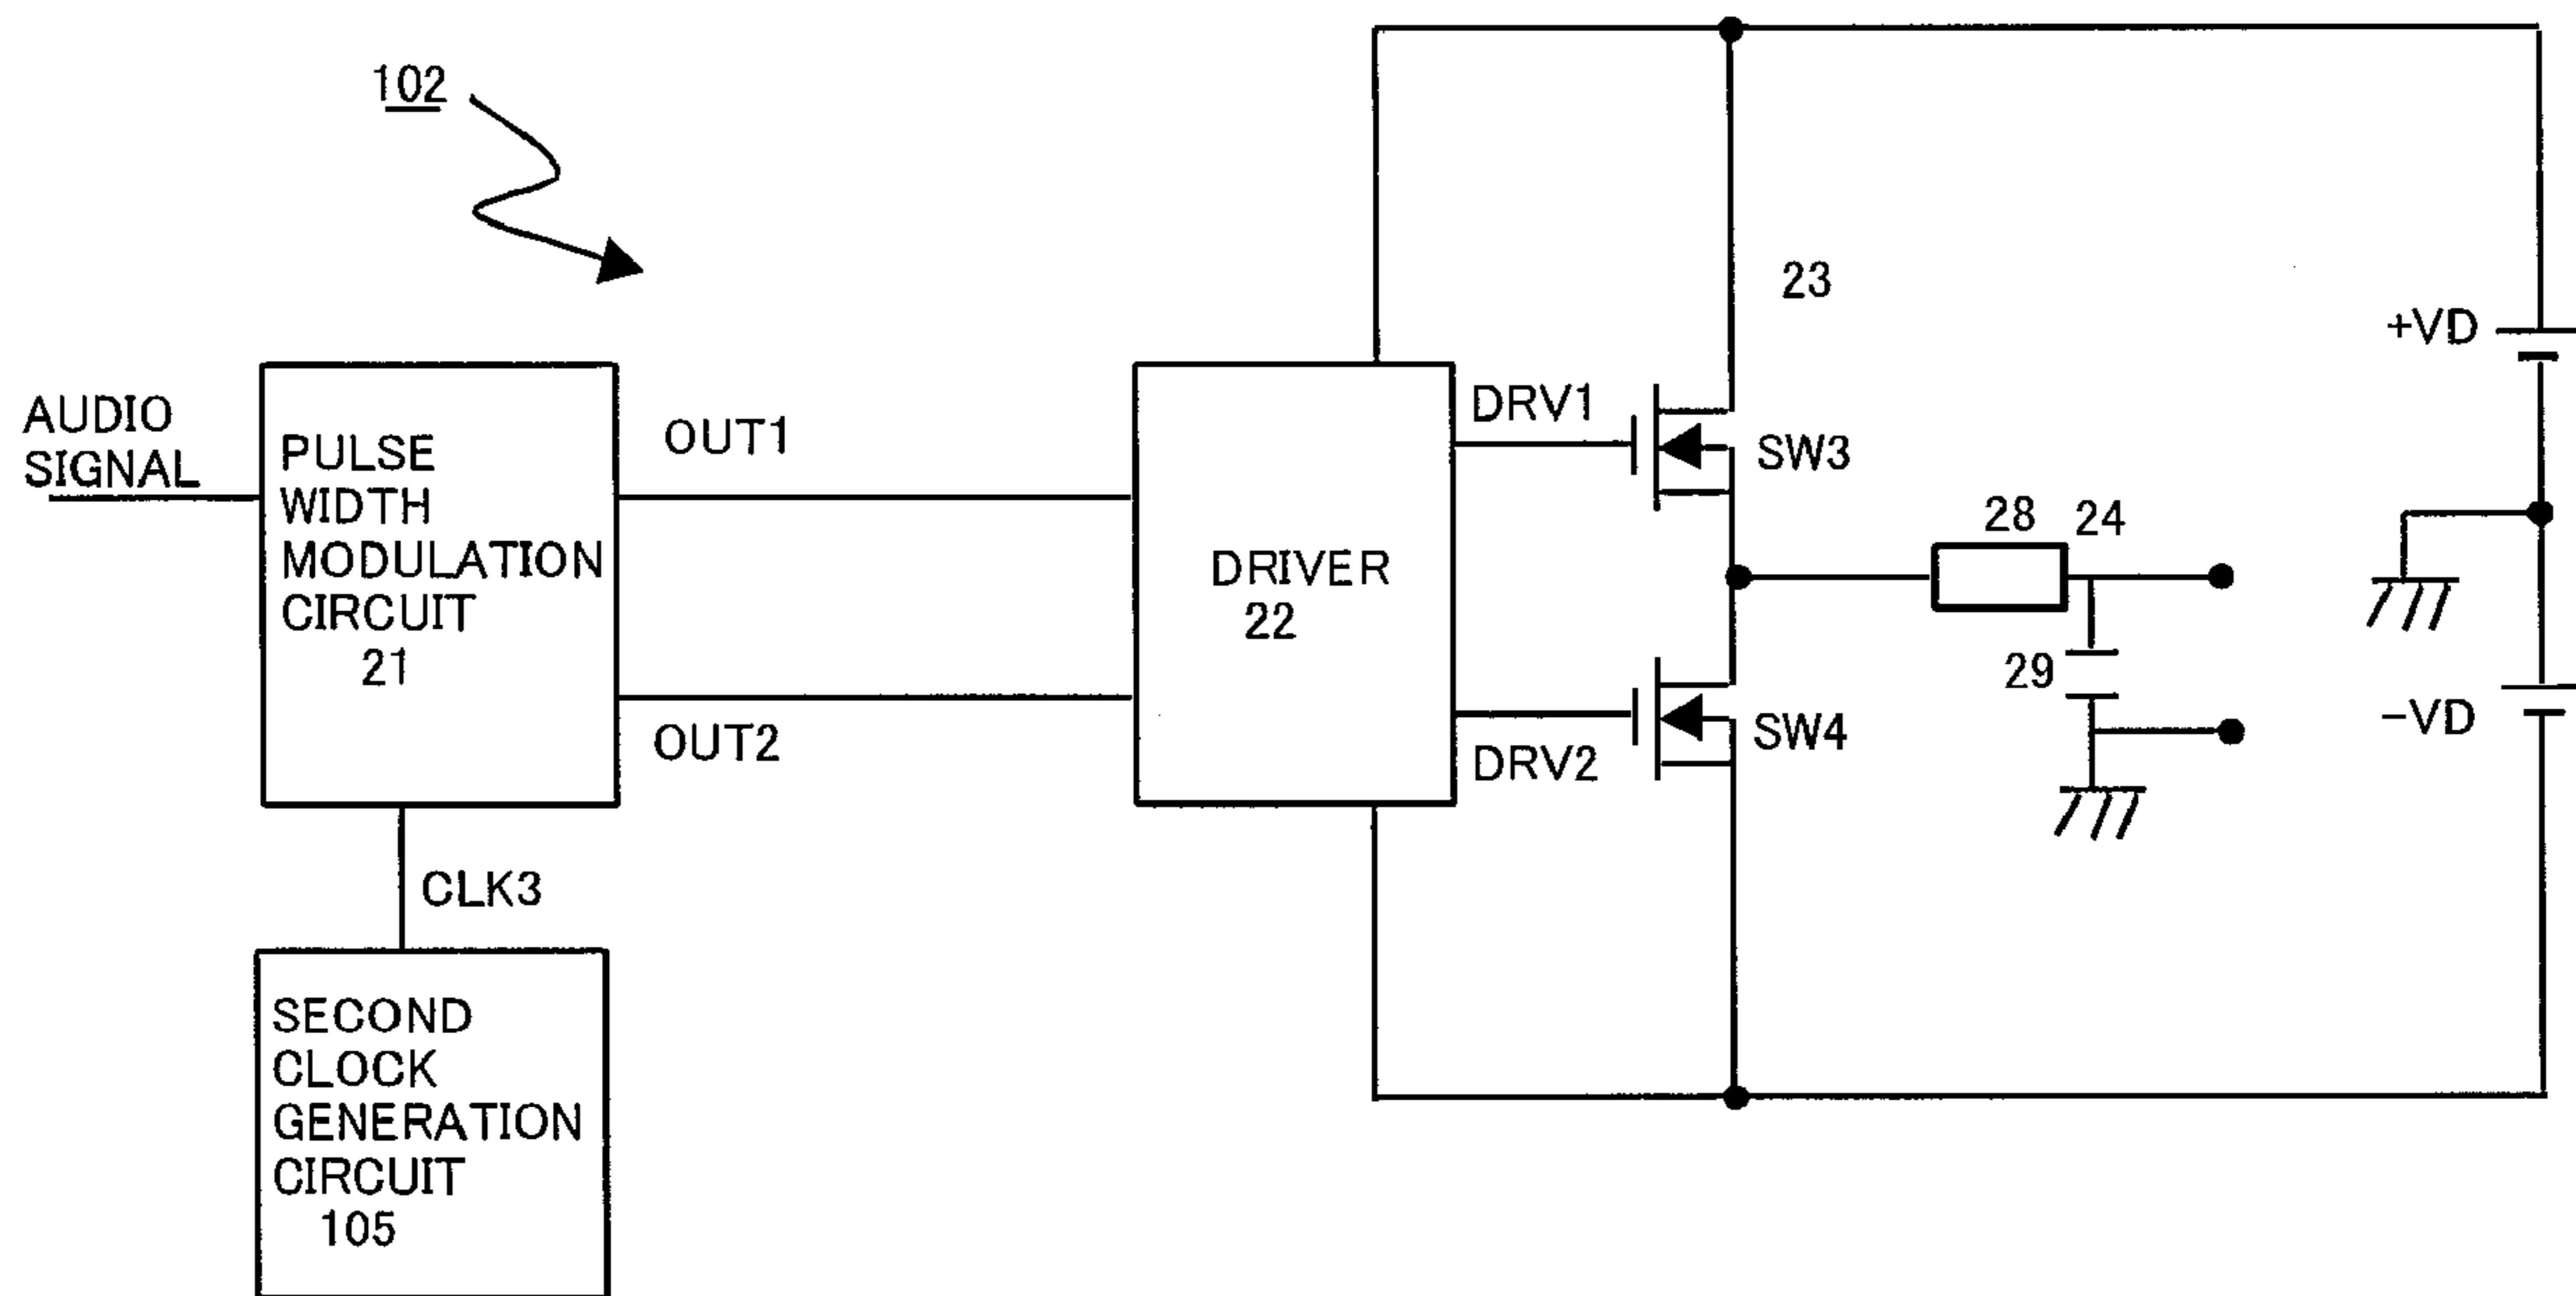 102
23
+VD
AUDIO
SIGNAL
PULSE
WIDTH
MODULATION
CIRCUIT
21
OUT1
OUT2
DRIVER
22
DRV1
SW3
28
24
29
DRV2
SW4
−VD
CLK3
SECOND
CLOCK
GENERATION
CIRCUIT
105